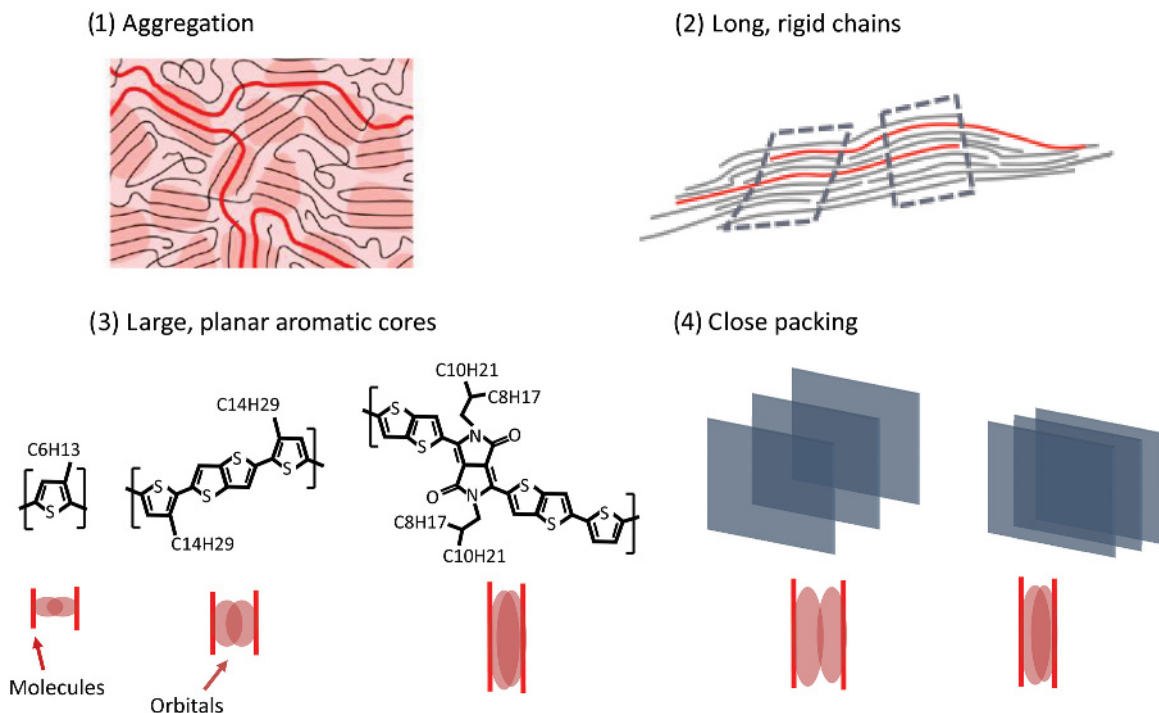 (1) Aggregation
(2) Long, rigid chains
(3) Large, planar aromatic cores
(4) Close packing
C6H13
S
C14H29
S
S
S
S
C14H29
C10H21
C8H17
S
S
N
O
O
N
S
S
S
C8H17
C10H21
Molecules
Orbitals